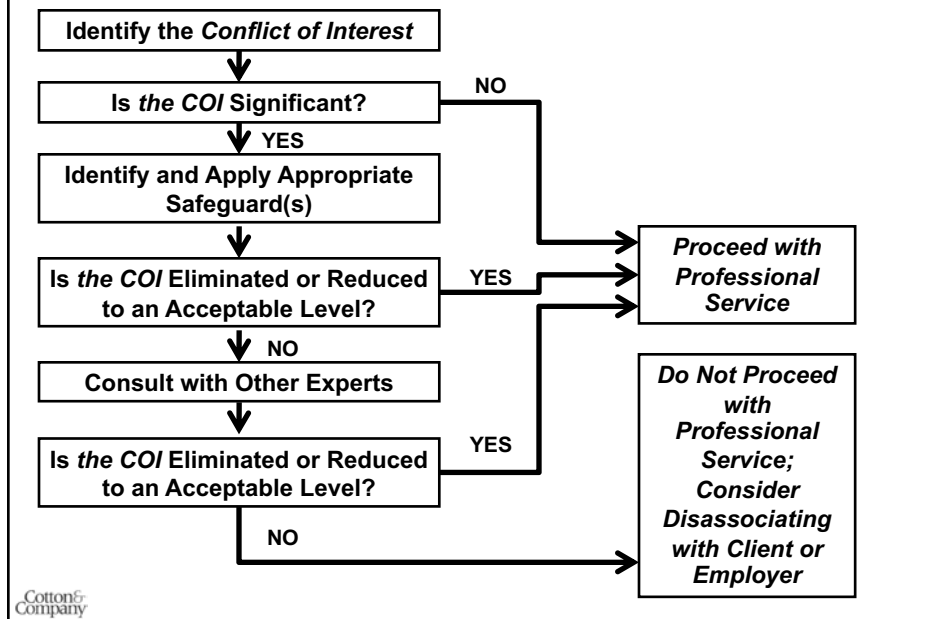 Identify the Conflict of Interest
Is the COI Significant?
NO
YES
Identify and Apply Appropriate
Safeguard(s)
Is the COI Eliminated or Reduced
to an Acceptable Level?
YES
Proceed with
Professional
Service
NO
Consult with Other Experts
Is the COI Eliminated or Reduced
to an Acceptable Level?
YES
NO
Do Not Proceed
with
Professional
Service;
Consider
Disassociating
with Client or
Employer
Cotton&
Company